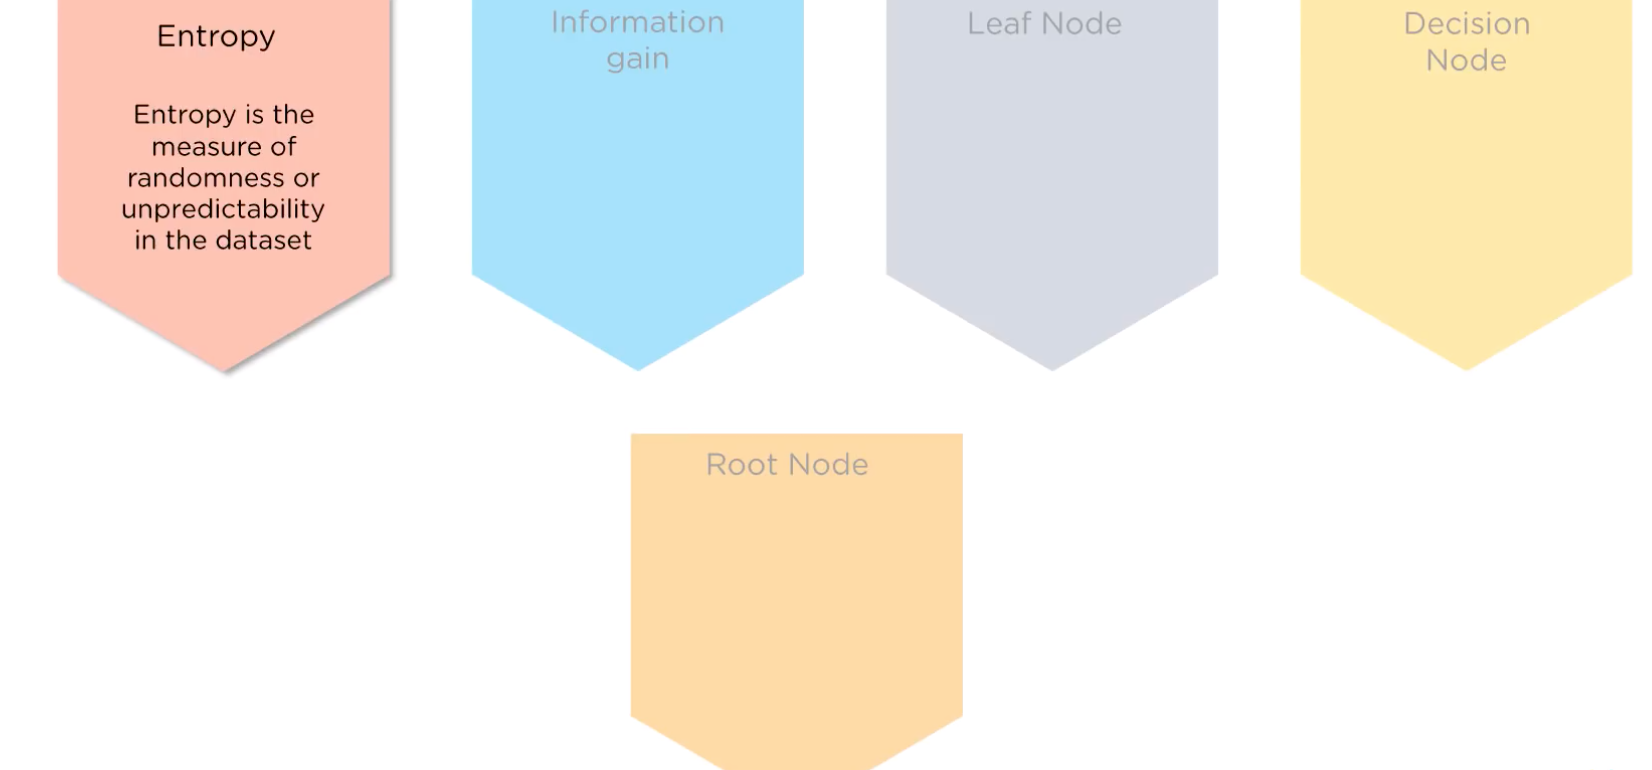 Entropy
Entropy is the
measure of
randomness or
unpredictability
in the dataset
Information
gain
Leaf Node
Decision
Node
Root Node